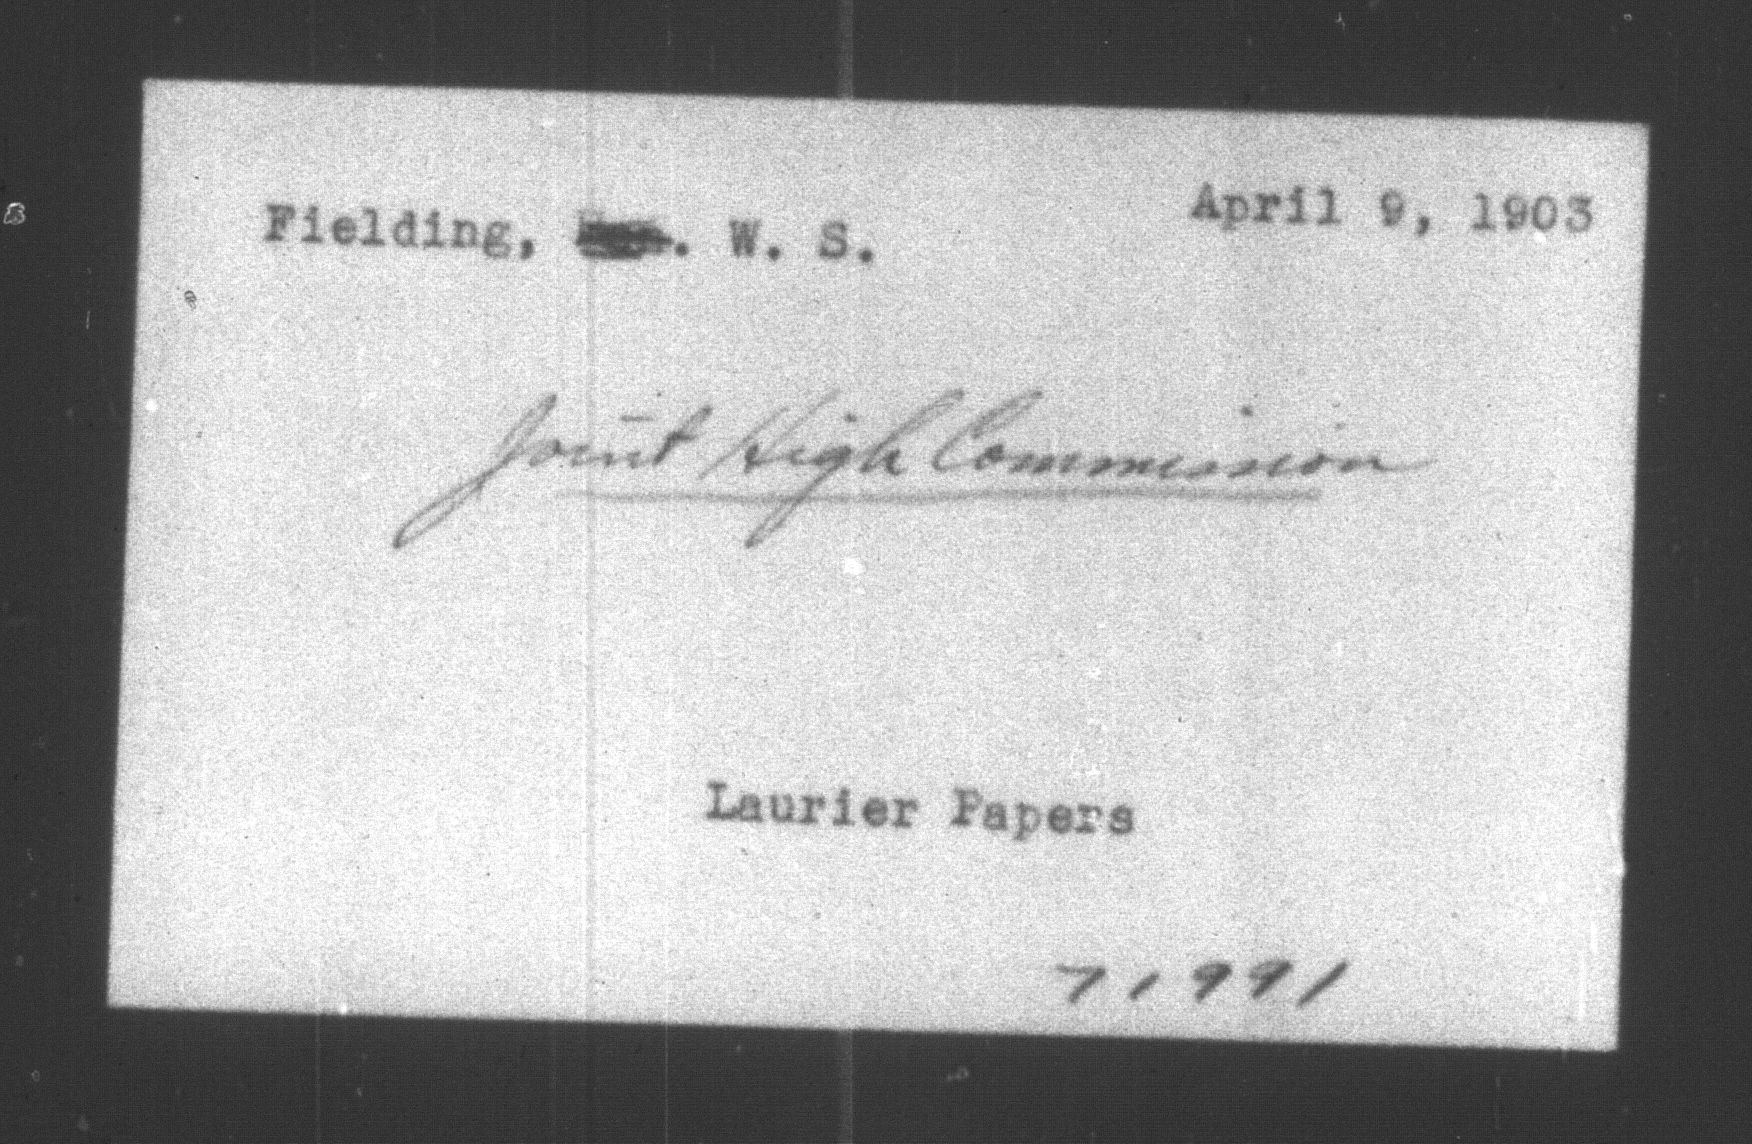 Fielding, . W. S. April 9, 1903
Joint High Commission
Laurier Papers
71991